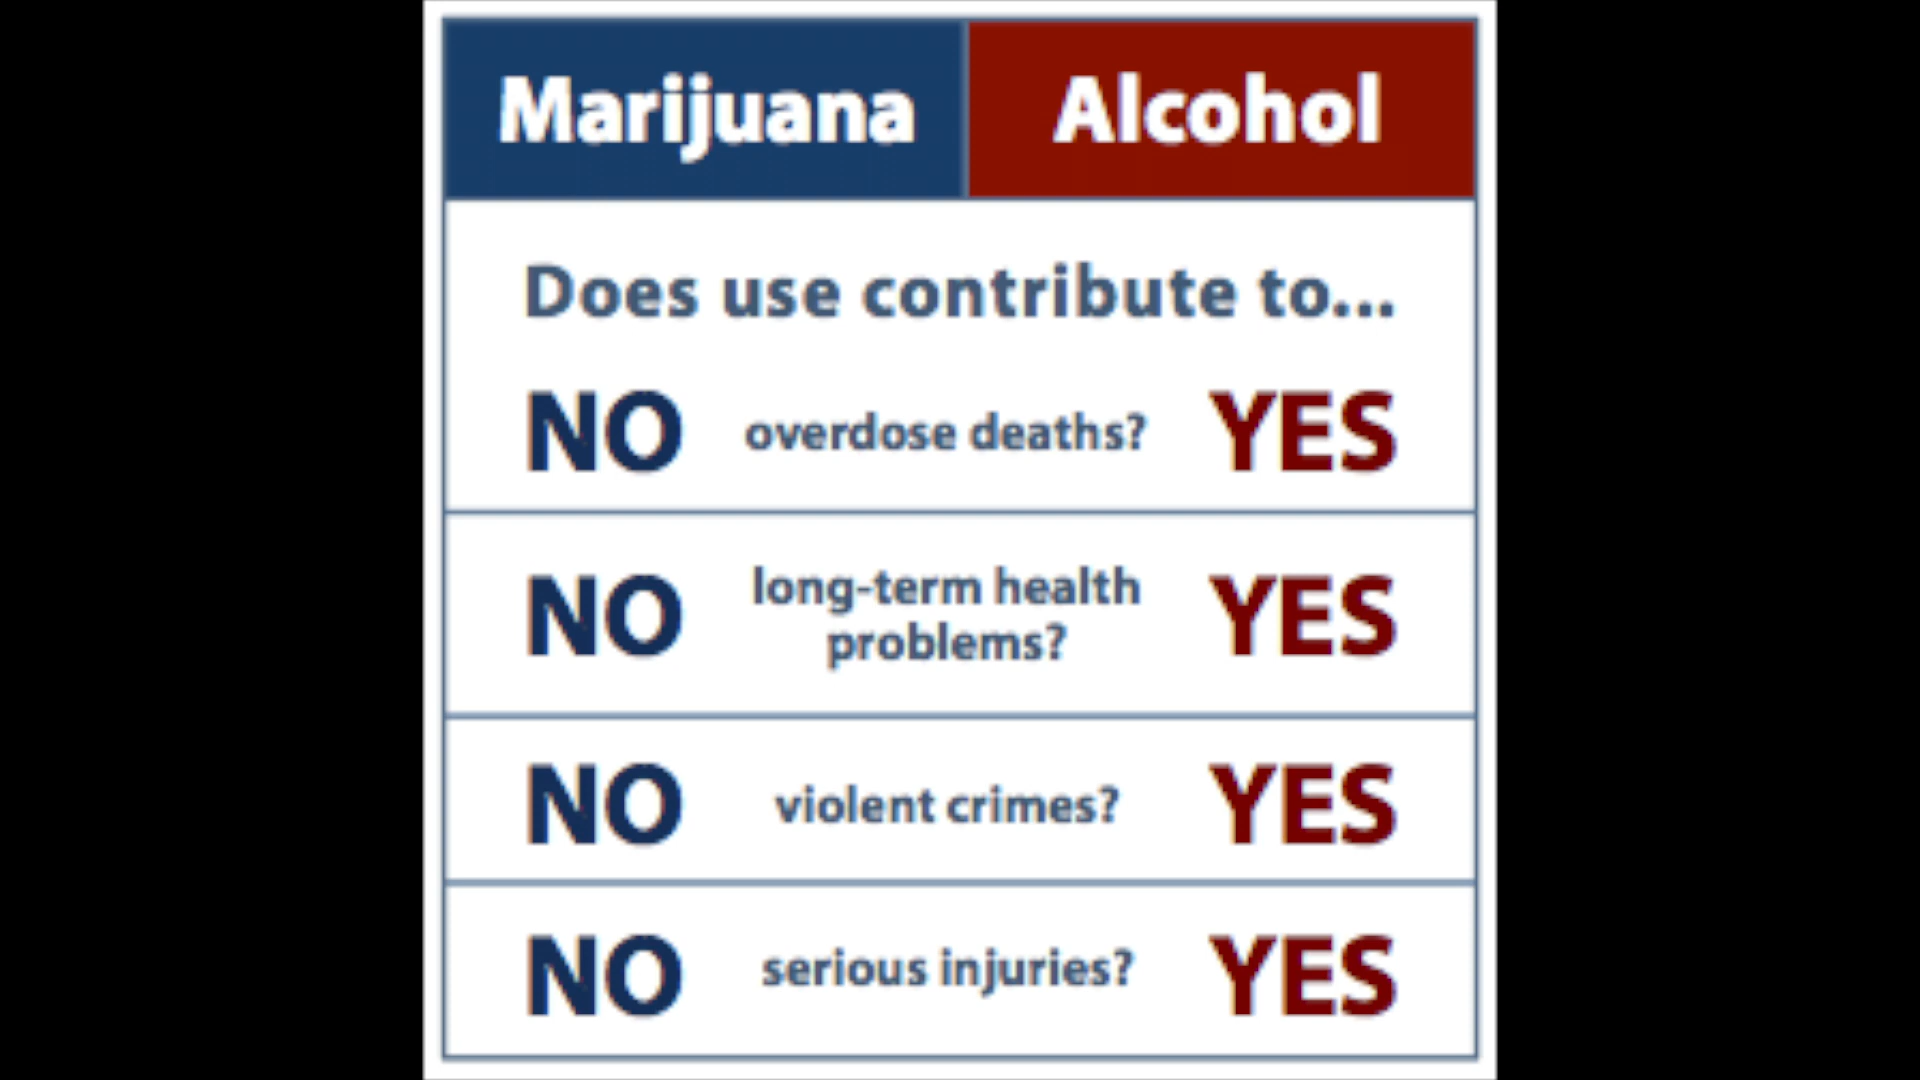 Marijuana Alcohol
Does use contribute to...
NO overdose deaths? YES
NO long-term health problems? YES
NO violent crimes? YES
NO serious injuries? YES